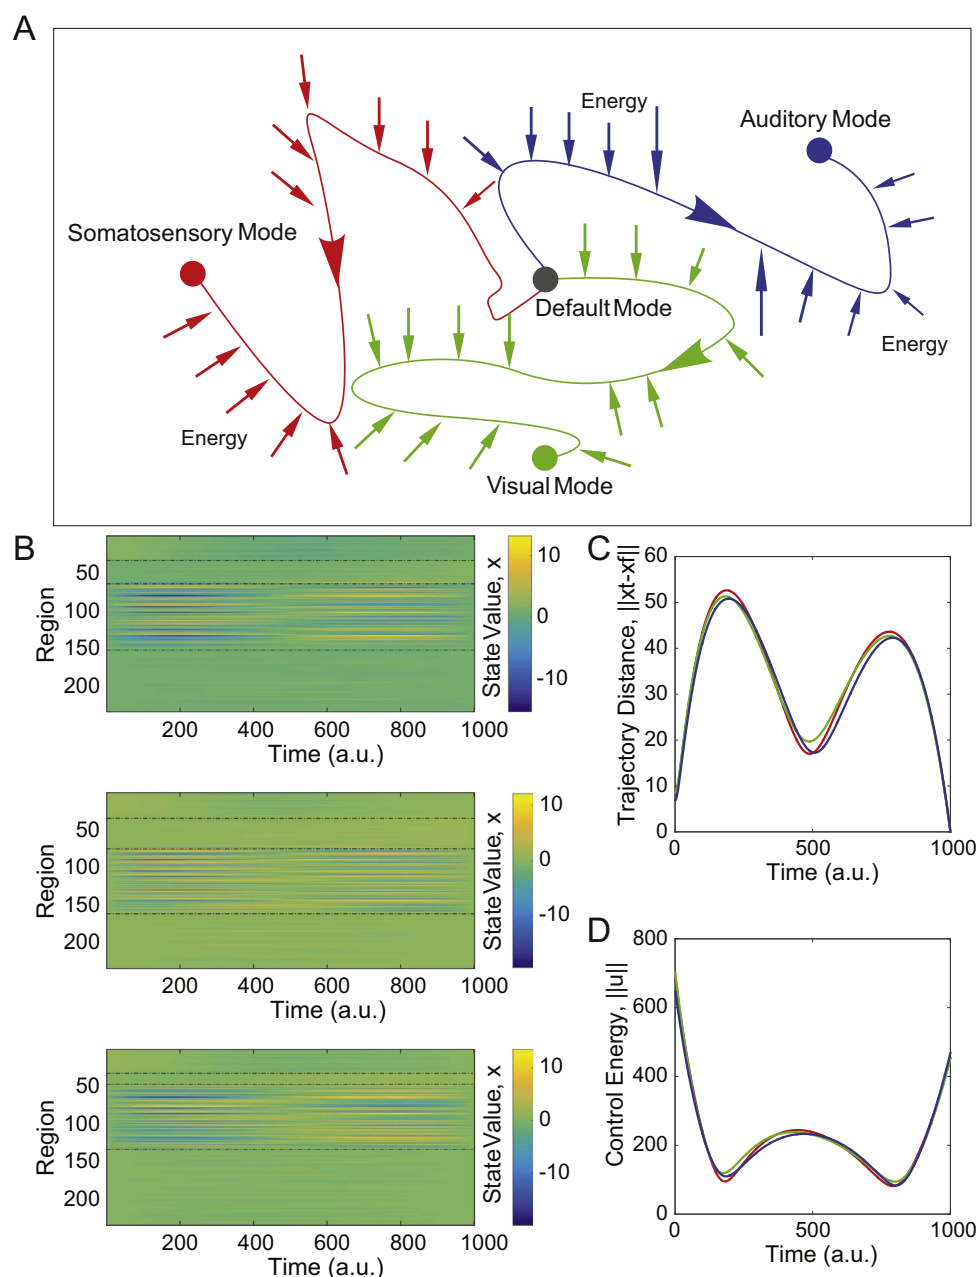 A
Energy
Auditory Mode
Somatosensory Mode
Default Mode
Energy
Energy
Visual Mode
B
50
100
150
200
Region
200 400 600 800 1000
Time (a.u.)
10
0
-10
State Value, x
50
100
150
200
Region
200 400 600 800 1000
Time (a.u.)
10
0
-10
State Value, x
50
100
150
200
Region
200 400 600 800 1000
Time (a.u.)
10
0
-10
State Value, x
C
60
50
40
30
20
10
0
Trajectory Distance, ||xt-xf||
0 500 1000
Time (a.u.)
D
800
600
400
200
0
Control Energy, ||u||
0 500 1000
Time (a.u.)